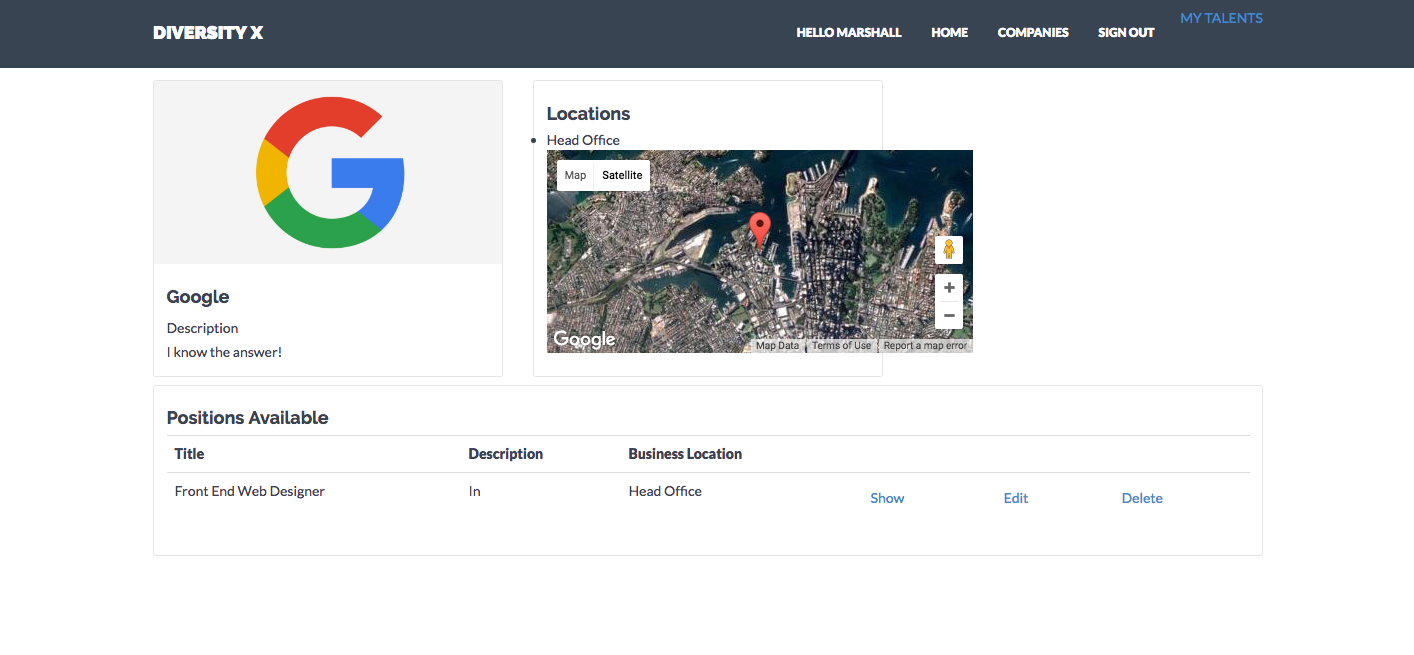 DIVERSITY X
HELLO MARSHALL HOME COMPANIES SIGN OUT MY TALENTS
Google
Description
I know the answer!
Locations
Head Office
Map Satellite
Google
Map Data Terms of Use Report a map error
Positions Available
Title Description Business Location
Front End Web Designer In Head Office Show Edit Delete